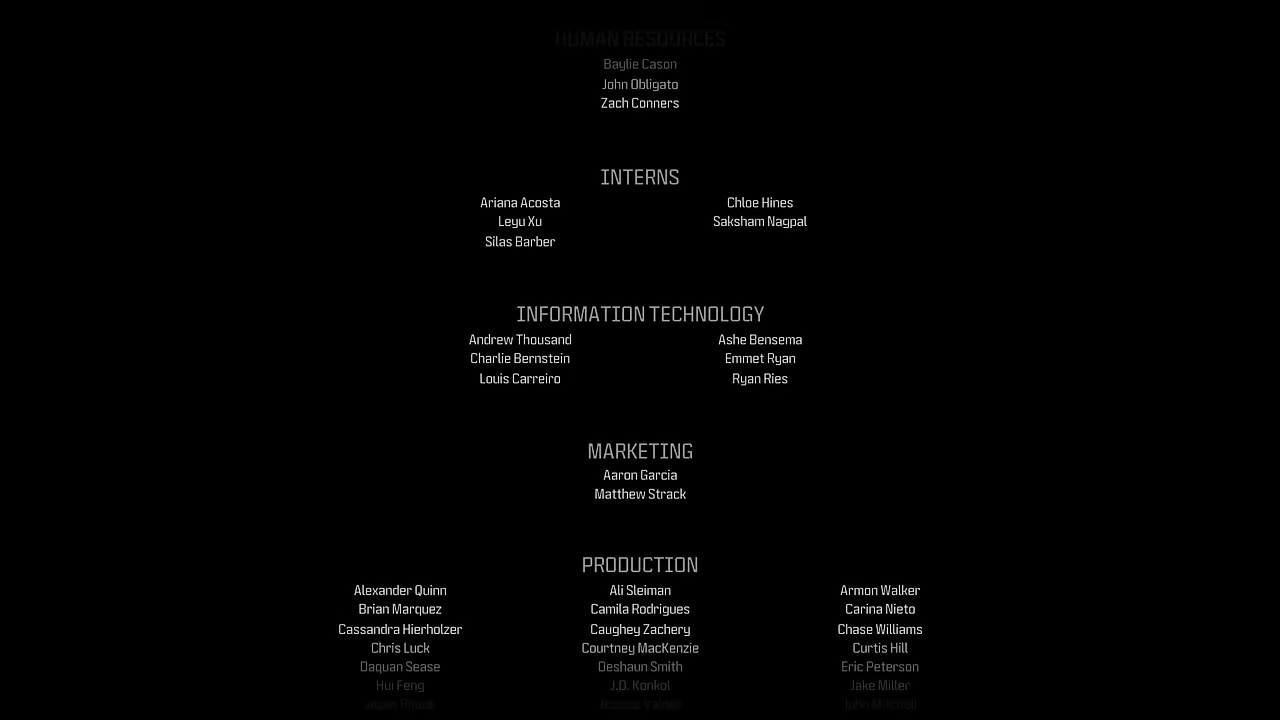 HUMAN RESOURCES
Baylie Cason
John Obligato
Zach Conners
INTERNS
Ariana Acosta Chloe Hines
Leyu Xu Saksham Nagpal
Silas Barber
INFORMATION TECHNOLOGY
Andrew Thousand Ashe Bensema
Charlie Bernstein Emmet Ryan
Louis Carreiro Ryan Ries
MARKETING
Aaron Garcia
Matthew Strack
PRODUCTION
Alexander Quinn Ali Sleiman Armon Walker
Brian Marquez Camila Rodrigues Carina Nieto
Cassandra Hierholzer Caughey Zachery Chase Williams
Chris Luck Courtney MacKenzie Curtis Hill
Daquan Sease Deshaun Smith Eric Peterson
Hui Feng J.D. Konkol Jake Miller
John Mitchell